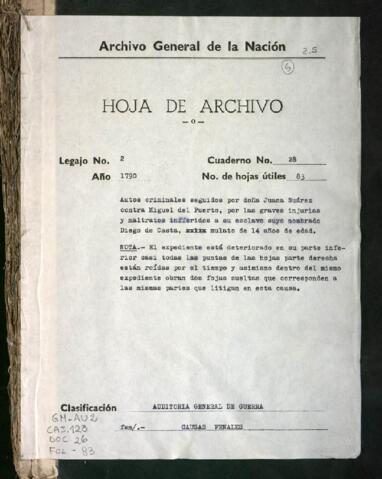 Archivo General de la Nación
2.5
5
HOJA DE ARCHIVO
—o—
Legajo No. 2 Cuaderno No. 28
Año 1790 No. de hojas útiles 83
Autos criminales seguidos por doña Juana Suárez
contra Miguel del Puerto, por las graves injurias
y maltratos infferidos a su esclavo suyo nombrado
Diego de Casta, xxxxx mulato de 14 años de edad.
NOTA.- El expediente está deteriorado en su parte infe-
rior casi todas las puntas de las hojas parte derecha
están roídas por el tiempo y asimismo dentro del mismo
expediente obran dos fojas sueltas que corresponden a
las mismas partes que litigan en esta causa.
Clasificación AUDITORIA GENERAL DE GUERRA
GM-AU2
CAJ.123
DOC 26
FOL - 83
fem/.- CAUSAS PENALES